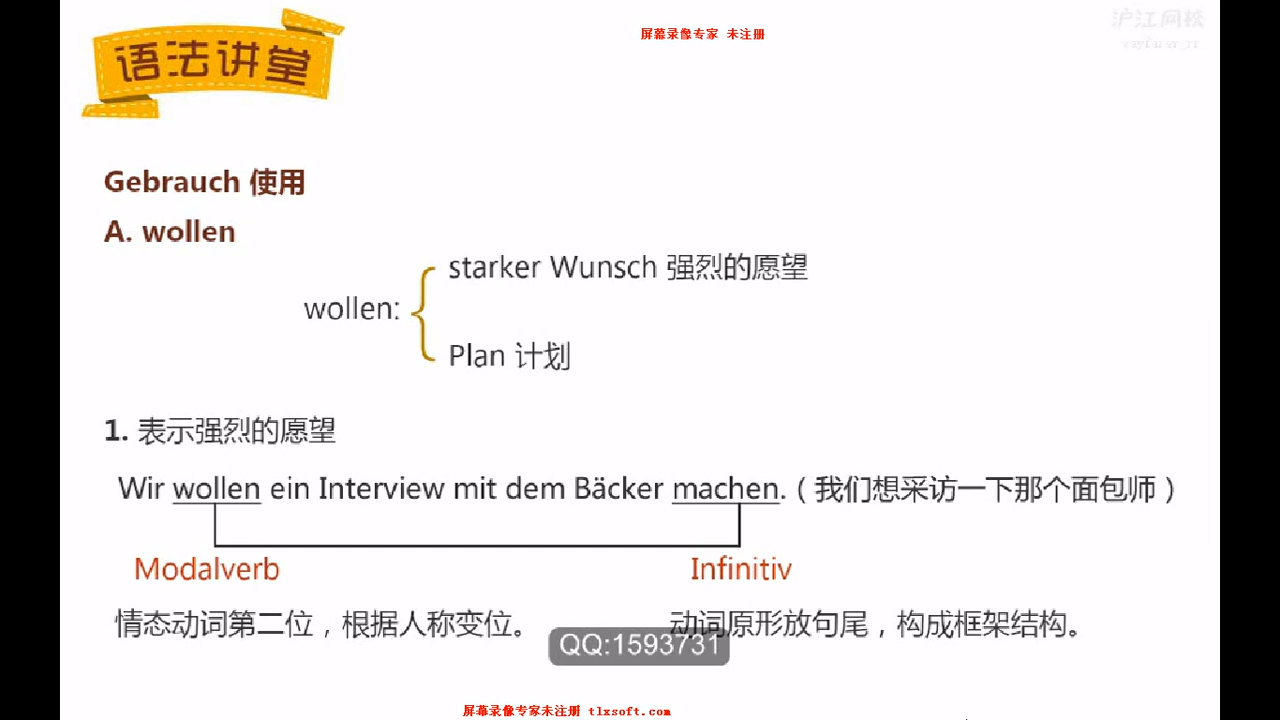 屏幕录像专家 未注册
沪江网校
语法讲堂
Gebrauch 使用
A. wollen
starker Wunsch 强烈的愿望
wollen:
Plan 计划
1. 表示强烈的愿望
Wir wollen ein Interview mit dem Bäcker machen.（我们想采访一下那个面包师）
Modalverb Infinitiv
情态动词第二位，根据人称变位。 动词原形放句尾，构成框架结构。
QQ:1593731
屏幕录像专家未注册 tlxsoft.com